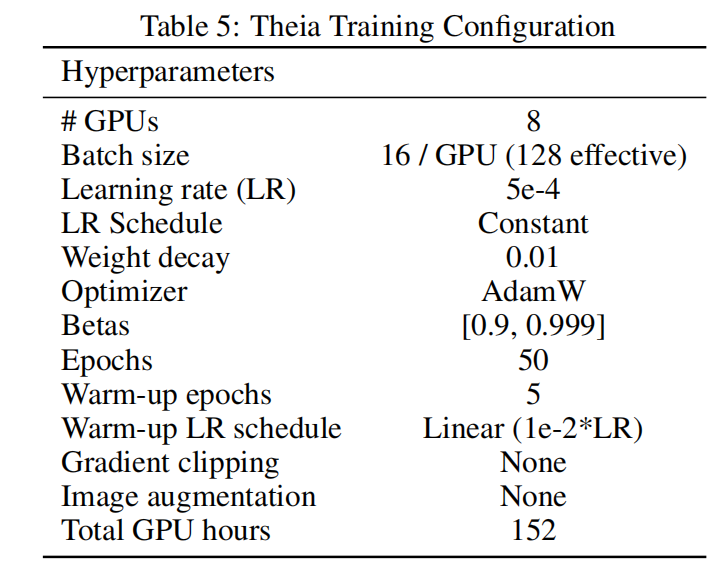 Table 5: Theia Training Configuration
Hyperparameters
# GPUs 8
Batch size 16 / GPU (128 effective)
Learning rate (LR) 5e-4
LR Schedule Constant
Weight decay 0.01
Optimizer AdamW
Betas [0.9, 0.999]
Epochs 50
Warm-up epochs 5
Warm-up LR schedule Linear (1e-2*LR)
Gradient clipping None
Image augmentation None
Total GPU hours 152